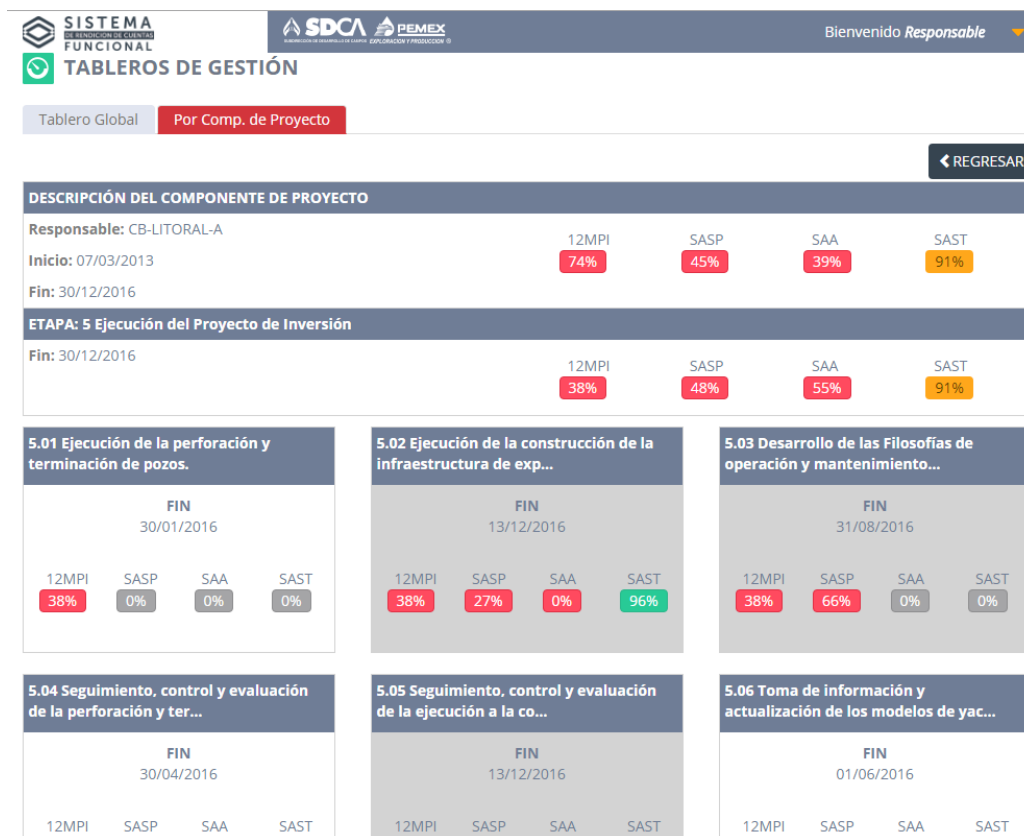 SISTEMA
DE RENDICION DE CUENTAS
FUNCIONAL
SDCA
SUBDIRECCIÓN DE DESARROLLO DE CAMPOS
PEMEX
EXPLORACION Y PRODUCCION ®
Bienvenido Responsable
TABLEROS DE GESTIÓN
Tablero Global
Por Comp. de Proyecto
REGRESAR
DESCRIPCIÓN DEL COMPONENTE DE PROYECTO
Responsable: CB-LITORAL-A
Inicio: 07/03/2013
Fin: 30/12/2016
12MPI SASP SAA SAST
74% 45% 39% 91%
ETAPA: 5 Ejecución del Proyecto de Inversión
Fin: 30/12/2016
12MPI SASP SAA SAST
38% 48% 55% 91%
5.01 Ejecución de la perforación y
terminación de pozos.
FIN
30/01/2016
12MPI SASP SAA SAST
38% 0% 0% 0%
5.02 Ejecución de la construcción de la
infraestructura de exp...
FIN
13/12/2016
12MPI SASP SAA SAST
38% 27% 0% 96%
5.03 Desarrollo de las Filosofías de
operación y mantenimiento...
FIN
31/08/2016
12MPI SASP SAA SAST
38% 66% 0% 0%
5.04 Seguimiento, control y evaluación
de la perforación y ter...
FIN
30/04/2016
12MPI SASP SAA SAST
5.05 Seguimiento, control y evaluación
de la ejecución a la co...
FIN
13/12/2016
12MPI SASP SAA SAST
5.06 Toma de información y
actualización de los modelos de yac...
FIN
01/06/2016
12MPI SASP SAA SAST